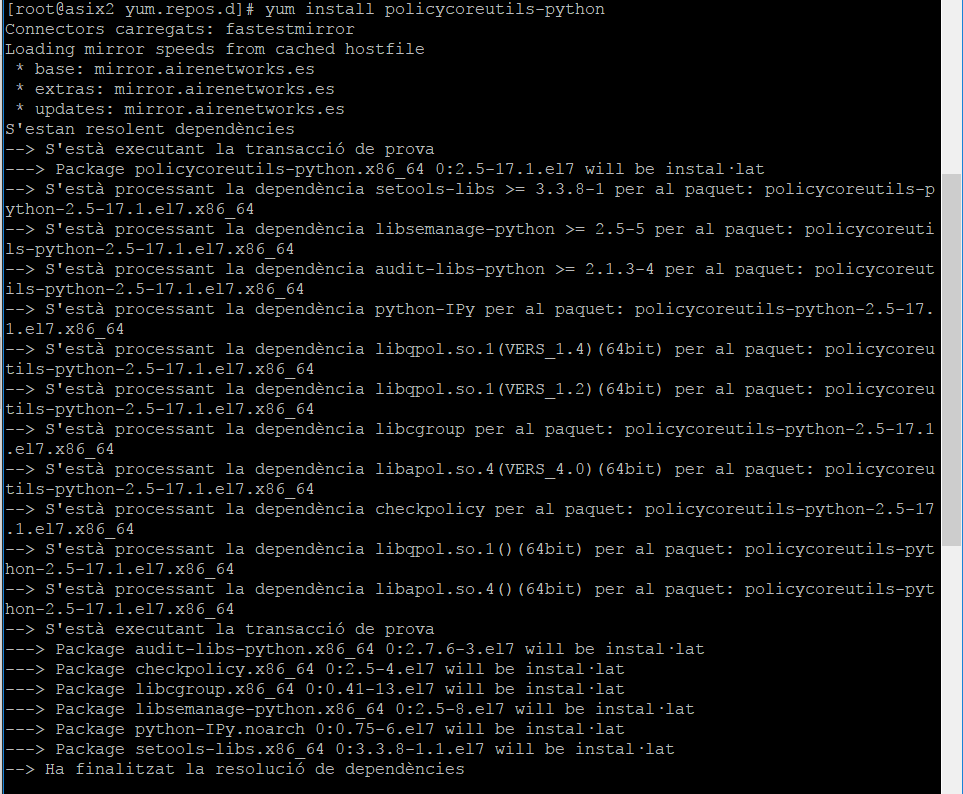 [root@asix2 yum.repos.d]# yum install policycoreutils-python
Connectors carregats: fastestmirror
Loading mirror speeds from cached hostfile
 * base: mirror.airenetworks.es
 * extras: mirror.airenetworks.es
 * updates: mirror.airenetworks.es
S'estan resolent dependències
--> S'està executant la transacció de prova
---> Package policycoreutils-python.x86_64 0:2.5-17.1.el7 will be instal·lat
--> S'està processant la dependència setools-libs >= 3.3.8-1 per al paquet: policycoreutils-p
ython-2.5-17.1.el7.x86_64
--> S'està processant la dependència libsemanage-python >= 2.5-5 per al paquet: policycoreuti
ls-python-2.5-17.1.el7.x86_64
--> S'està processant la dependència audit-libs-python >= 2.1.3-4 per al paquet: policycoreut
ils-python-2.5-17.1.el7.x86_64
--> S'està processant la dependència python-IPy per al paquet: policycoreutils-python-2.5-17.
1.el7.x86_64
--> S'està processant la dependència libqpol.so.1(VERS_1.4)(64bit) per al paquet: policycoreu
tils-python-2.5-17.1.el7.x86_64
--> S'està processant la dependència libqpol.so.1(VERS_1.2)(64bit) per al paquet: policycoreu
tils-python-2.5-17.1.el7.x86_64
--> S'està processant la dependència libcgroup per al paquet: policycoreutils-python-2.5-17.1
.el7.x86_64
--> S'està processant la dependència libapol.so.4(VERS_4.0)(64bit) per al paquet: policycoreu
tils-python-2.5-17.1.el7.x86_64
--> S'està processant la dependència checkpolicy per al paquet: policycoreutils-python-2.5-17
.1.el7.x86_64
--> S'està processant la dependència libqpol.so.1()(64bit) per al paquet: policycoreutils-pyt
hon-2.5-17.1.el7.x86_64
--> S'està processant la dependència libapol.so.4()(64bit) per al paquet: policycoreutils-pyt
hon-2.5-17.1.el7.x86_64
--> S'està executant la transacció de prova
---> Package audit-libs-python.x86_64 0:2.7.6-3.el7 will be instal·lat
---> Package checkpolicy.x86_64 0:2.5-4.el7 will be instal·lat
---> Package libcgroup.x86_64 0:0.41-13.el7 will be instal·lat
---> Package libsemanage-python.x86_64 0:2.5-8.el7 will be instal·lat
---> Package python-IPy.noarch 0:0.75-6.el7 will be instal·lat
---> Package setools-libs.x86_64 0:3.3.8-1.1.el7 will be instal·lat
--> Ha finalitzat la resolució de dependències